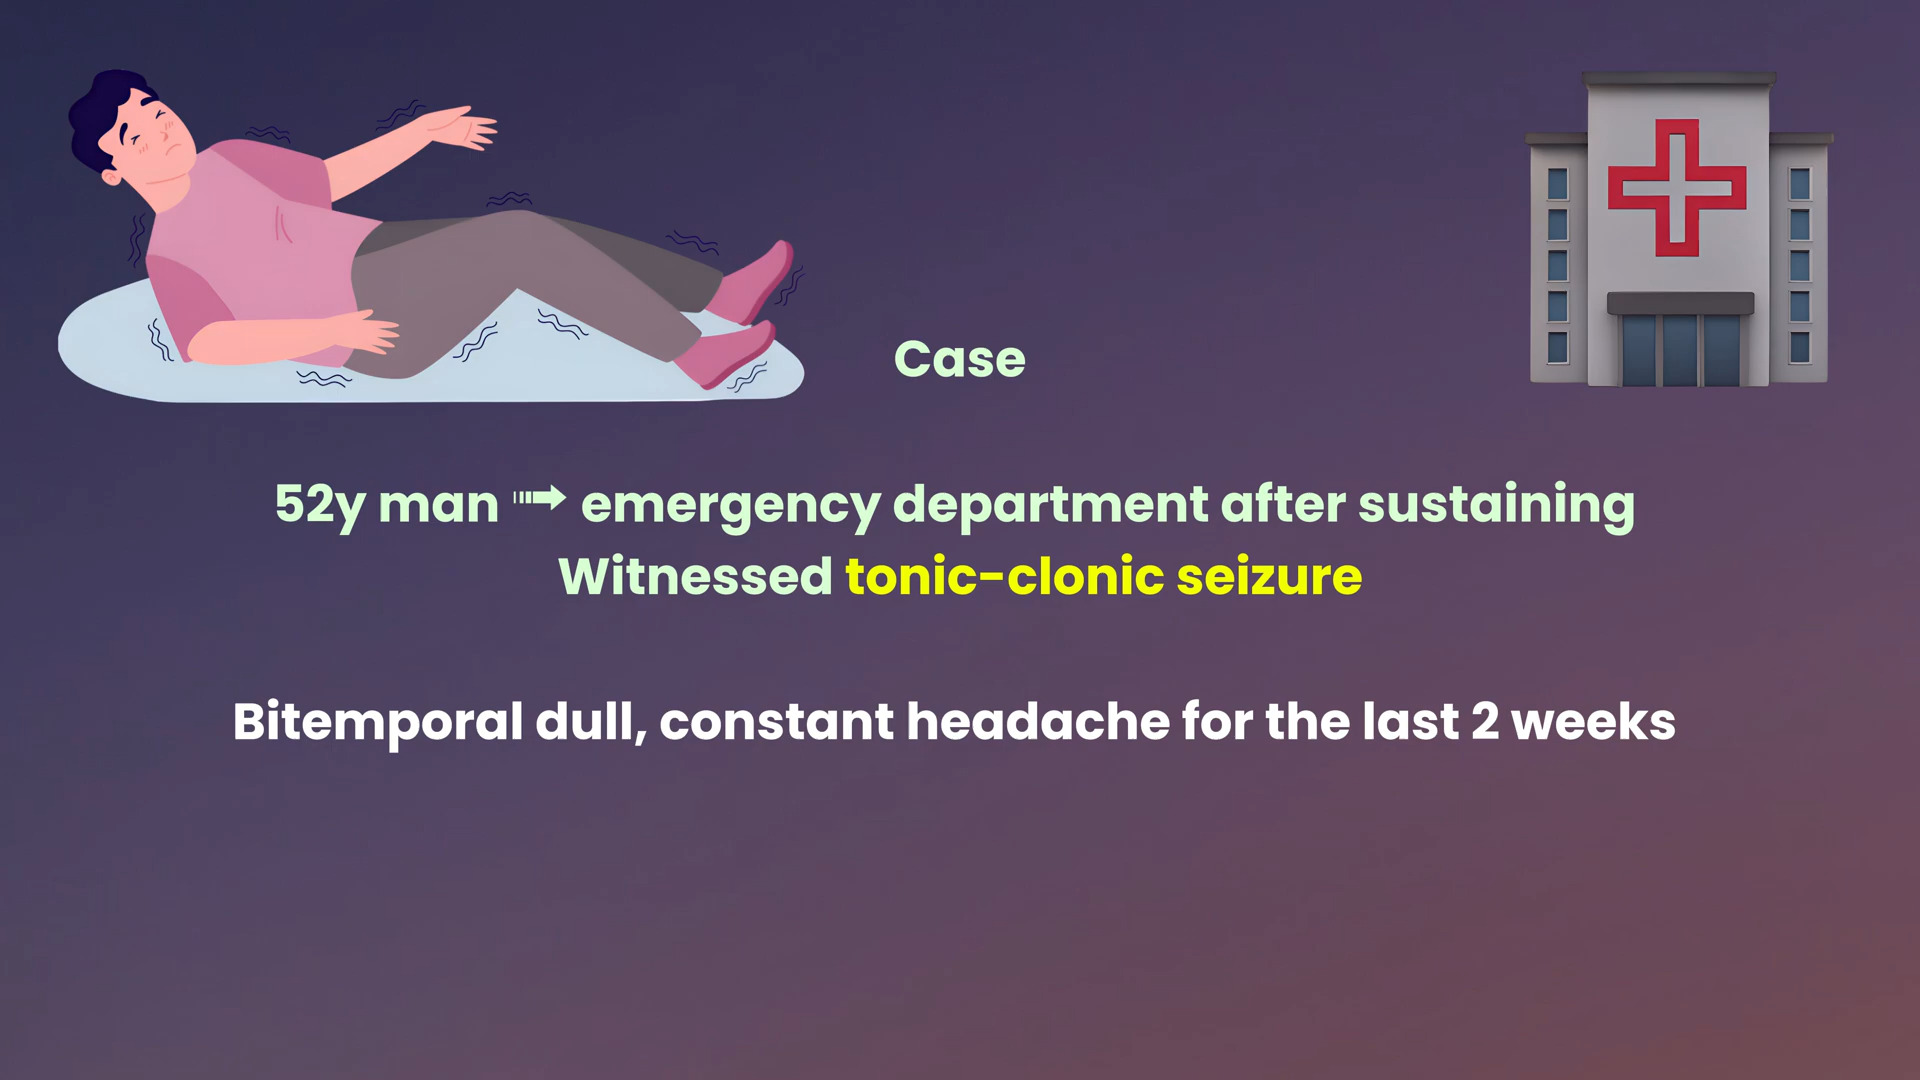 Case
52y man ➟ emergency department after sustaining
Witnessed tonic-clonic seizure
Bitemporal dull, constant headache for the last 2 weeks